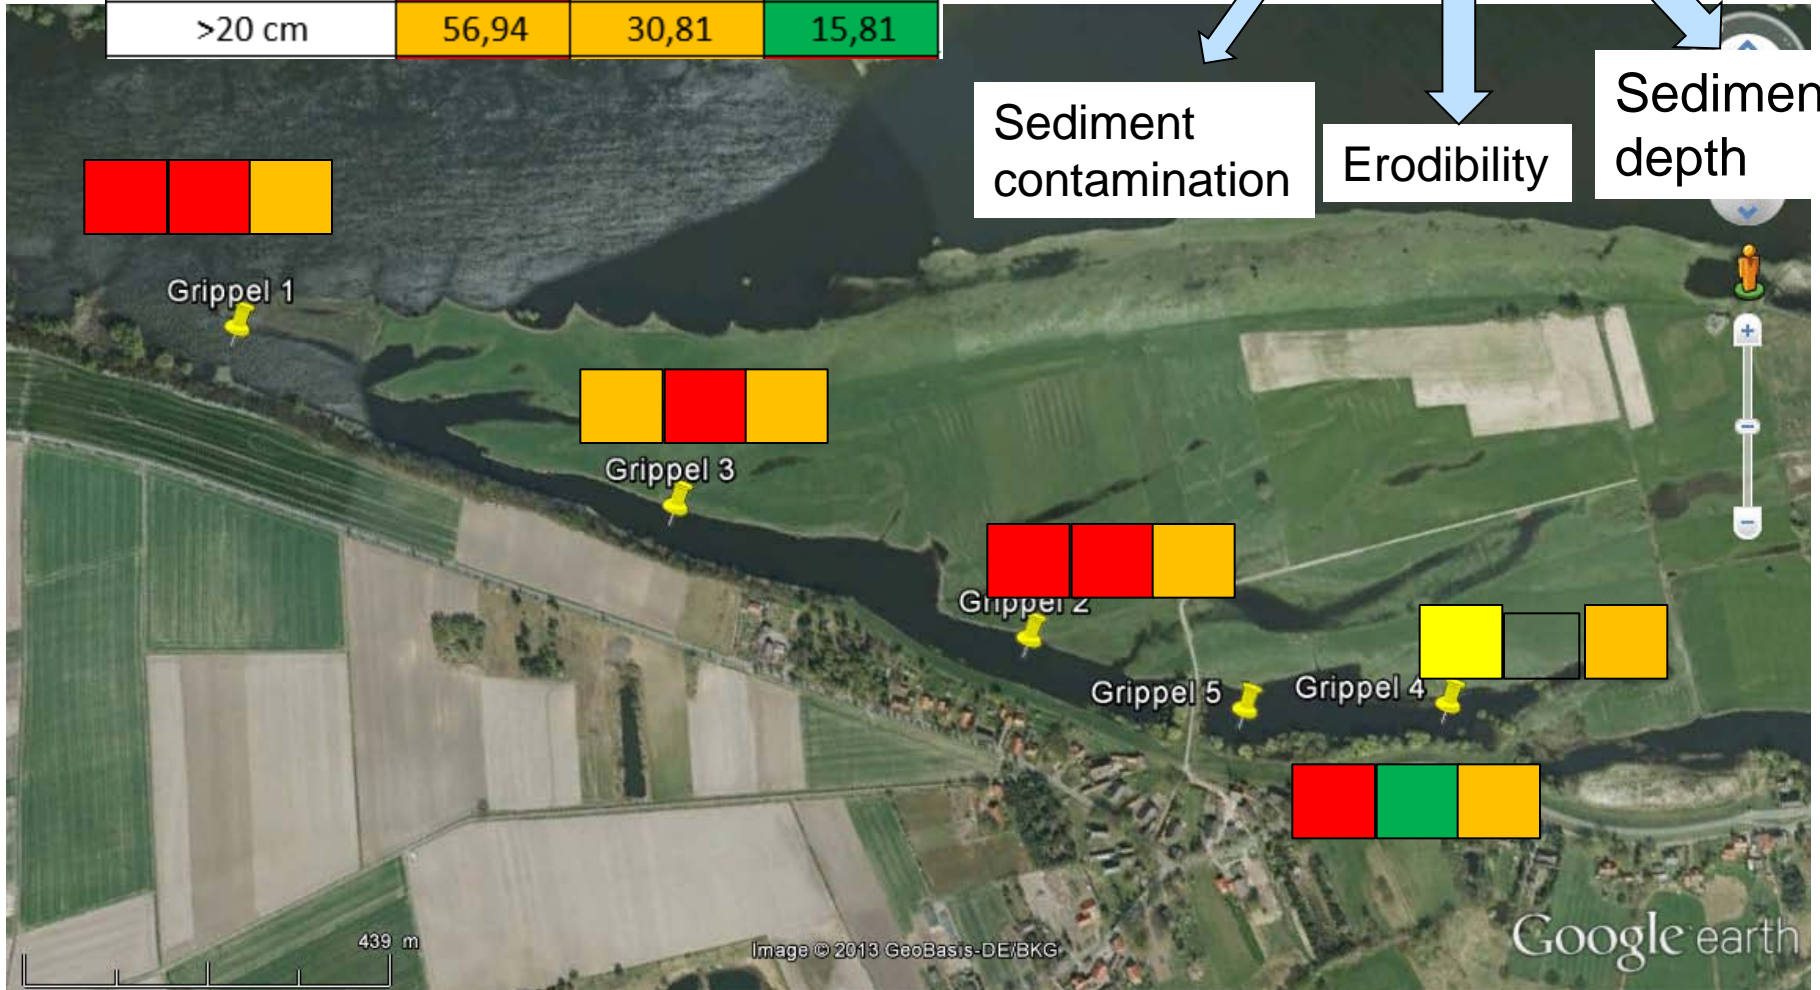 >20 cm 56,94 30,81 15,81
Sediment
contamination
Erodibility
Sedimen
depth
Grippel 1
Grippel 3
Grippel 2
Grippel 5
Grippel 4
439 m
Image © 2013 GeoBasis-DE/BKG
Google earth